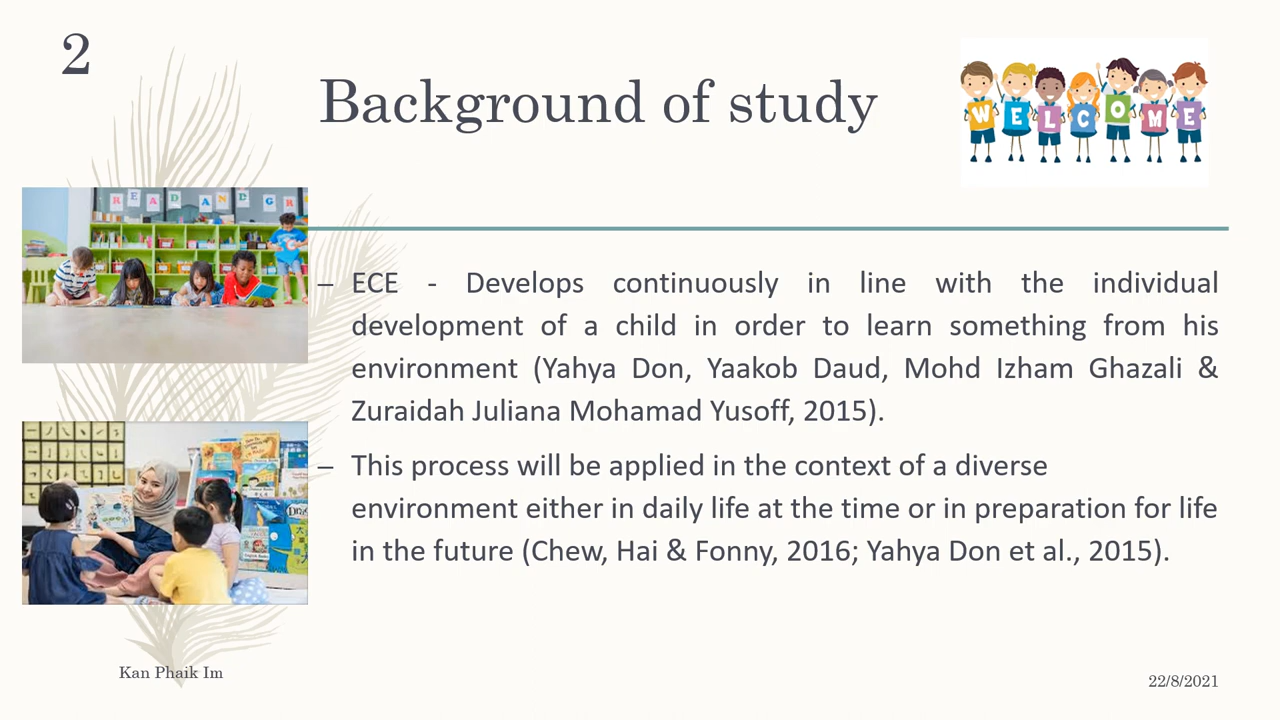 2
Background of study
W E L C O M E
R E A D A N D G R
– ECE - Develops continuously in line with the individual
development of a child in order to learn something from his
environment (Yahya Don, Yaakob Daud, Mohd Izham Ghazali &
Zuraidah Juliana Mohamad Yusoff, 2015).
– This process will be applied in the context of a diverse
environment either in daily life at the time or in preparation for life
in the future (Chew, Hai & Fonny, 2016; Yahya Don et al., 2015).
Kan Phaik Im
22/8/2021